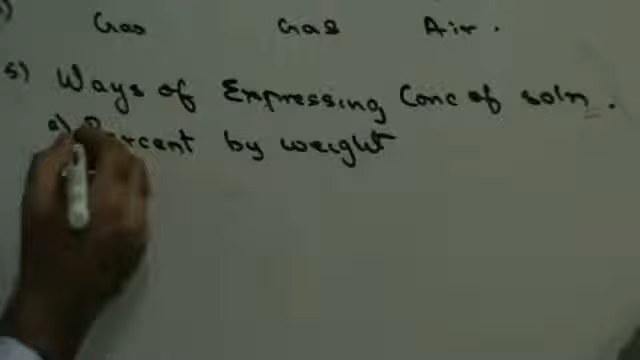 Gas Gas Air.
5) Ways of Expressing Conc of soln.
a) Percent by weight